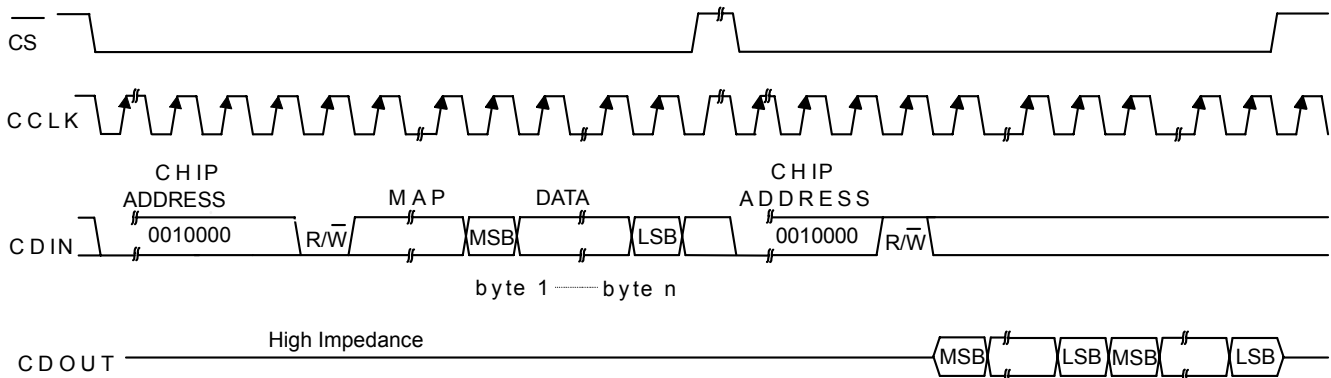 CS
CCLK
CHIP
ADDRESS
MAP
DATA
CHIP
ADDRESS
CDIN
0010000
R/W
MSB
LSB
0010000
R/W
byte 1
byte n
High Impedance
CDOUT
MSB
LSB
MSB
LSB